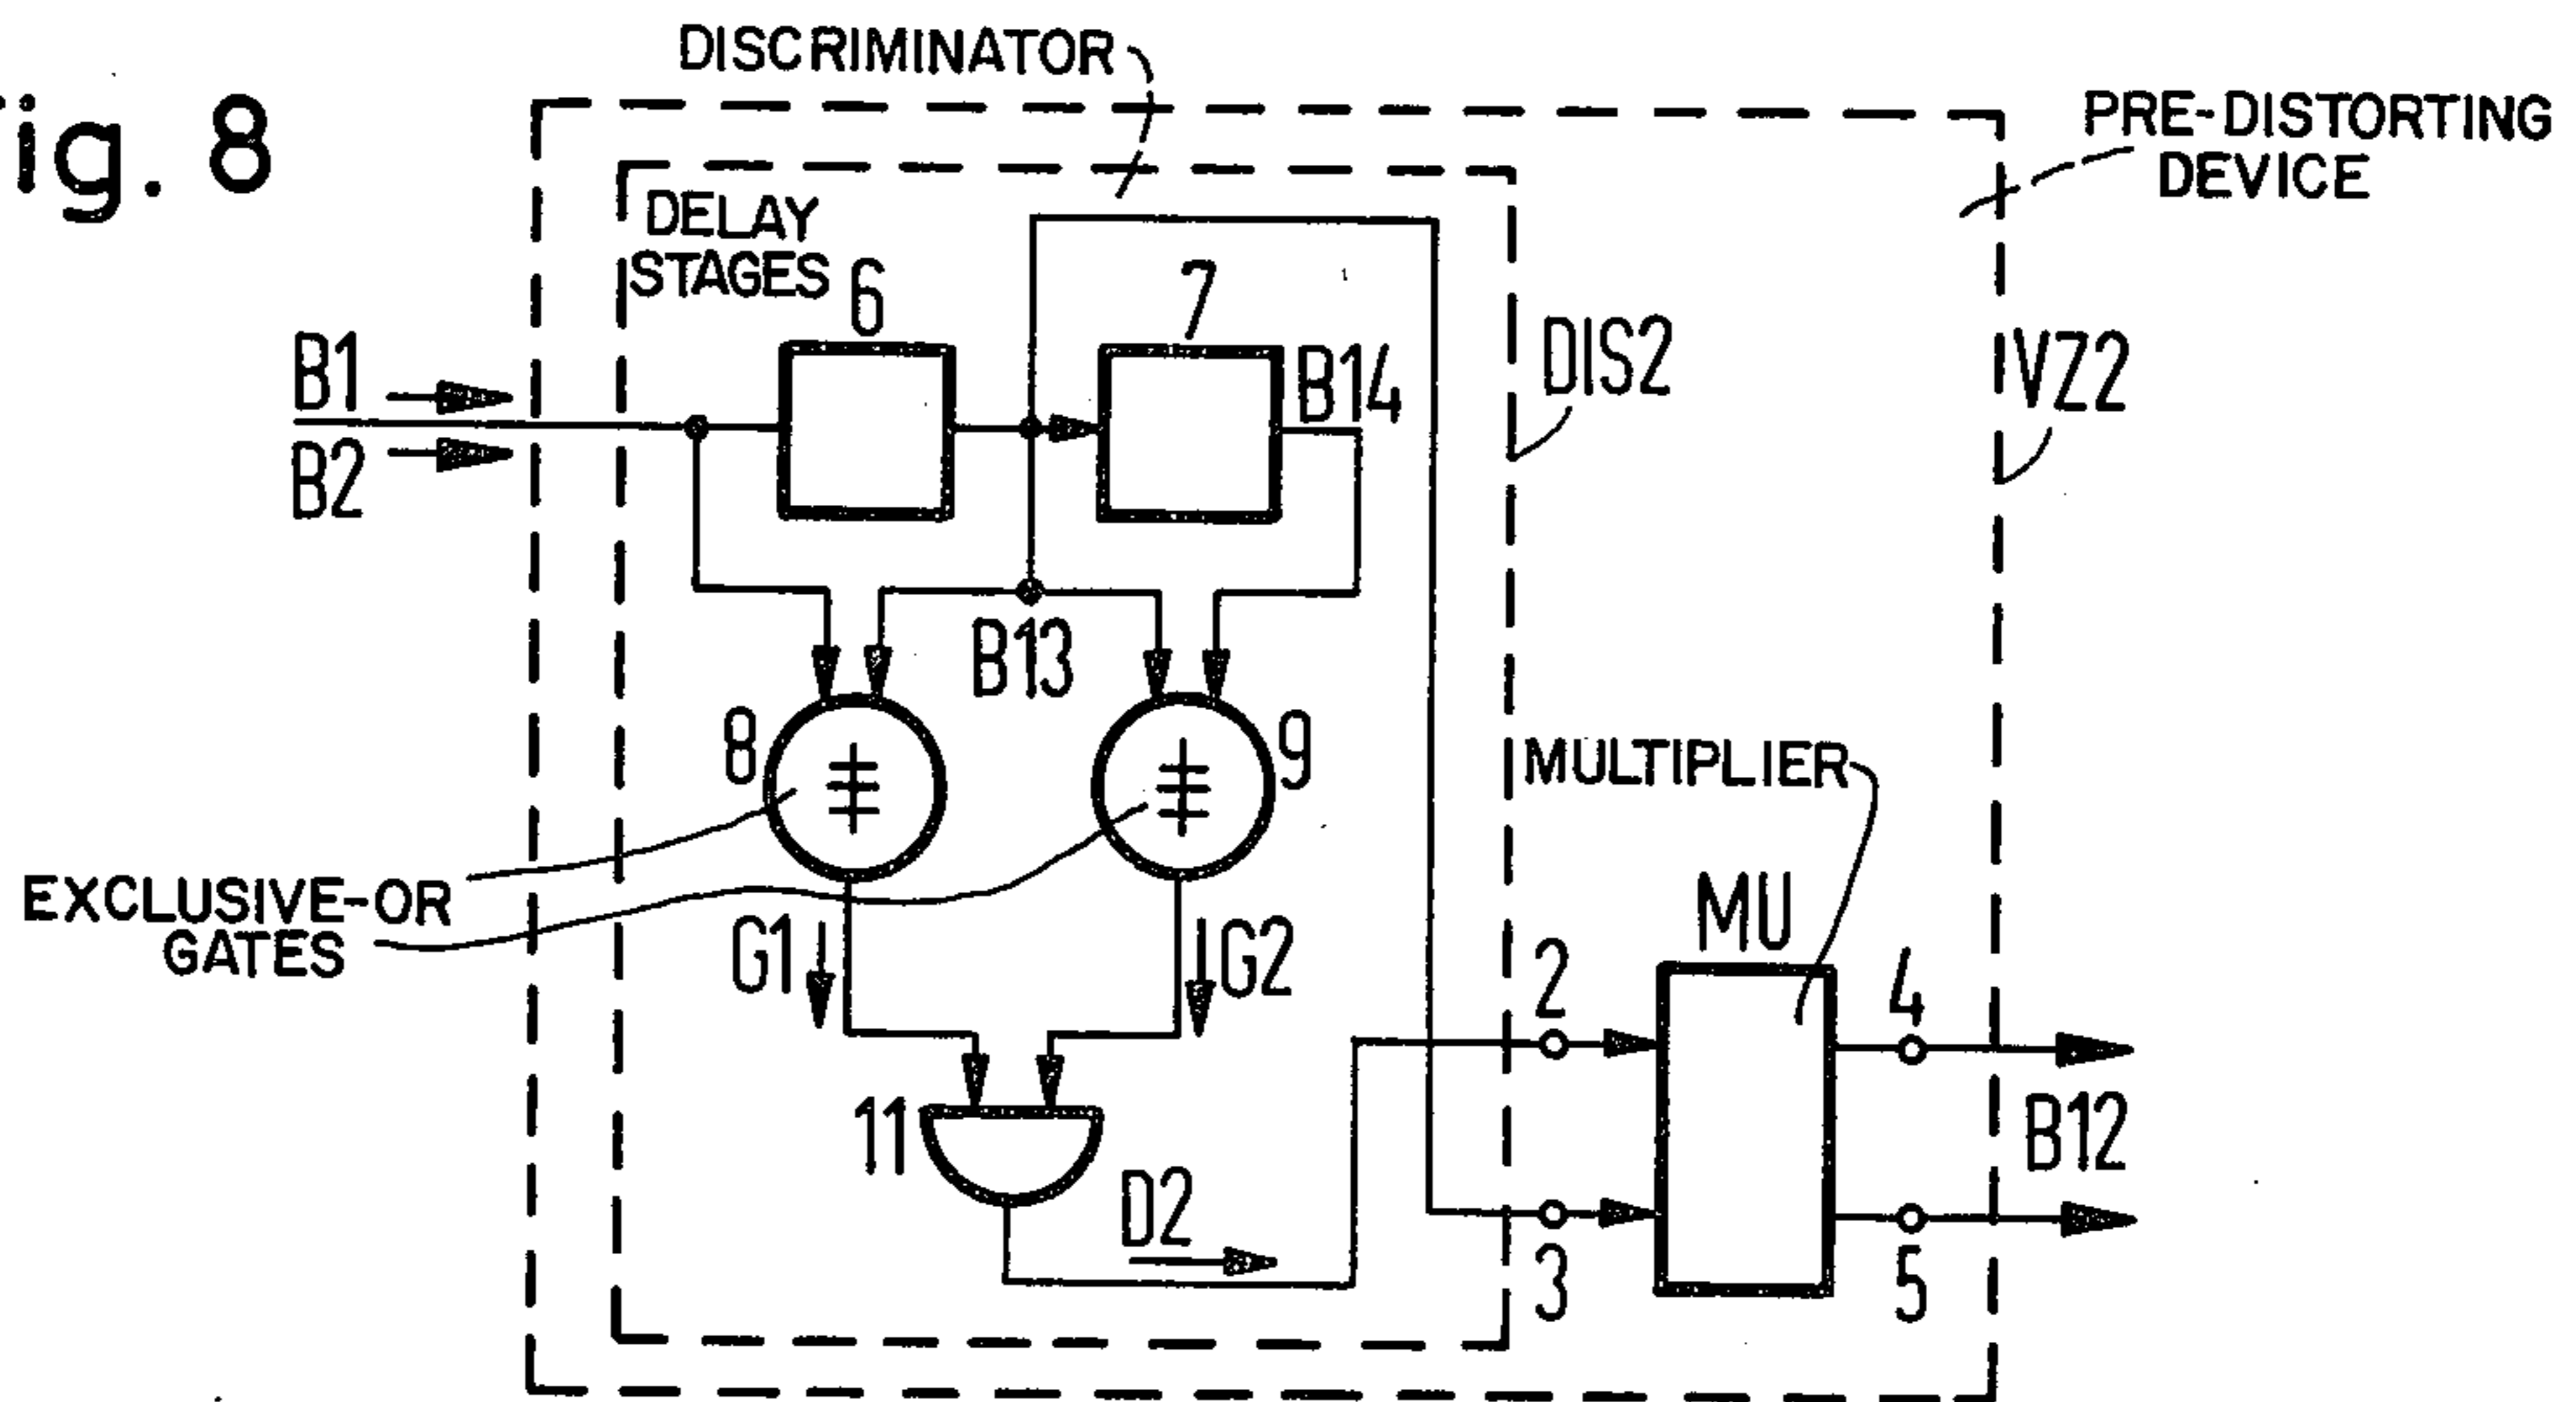 ig. 8
DISCRIMINATOR
PRE-DISTORTING
DEVICE
DELAY
STAGES
6
7
B1
B2
B14
DIS2
VZ2
B13
8
9
MULTIPLIER
EXCLUSIVE-OR
GATES
G1
G2
MU
2
4
11
D2
B12
3
5